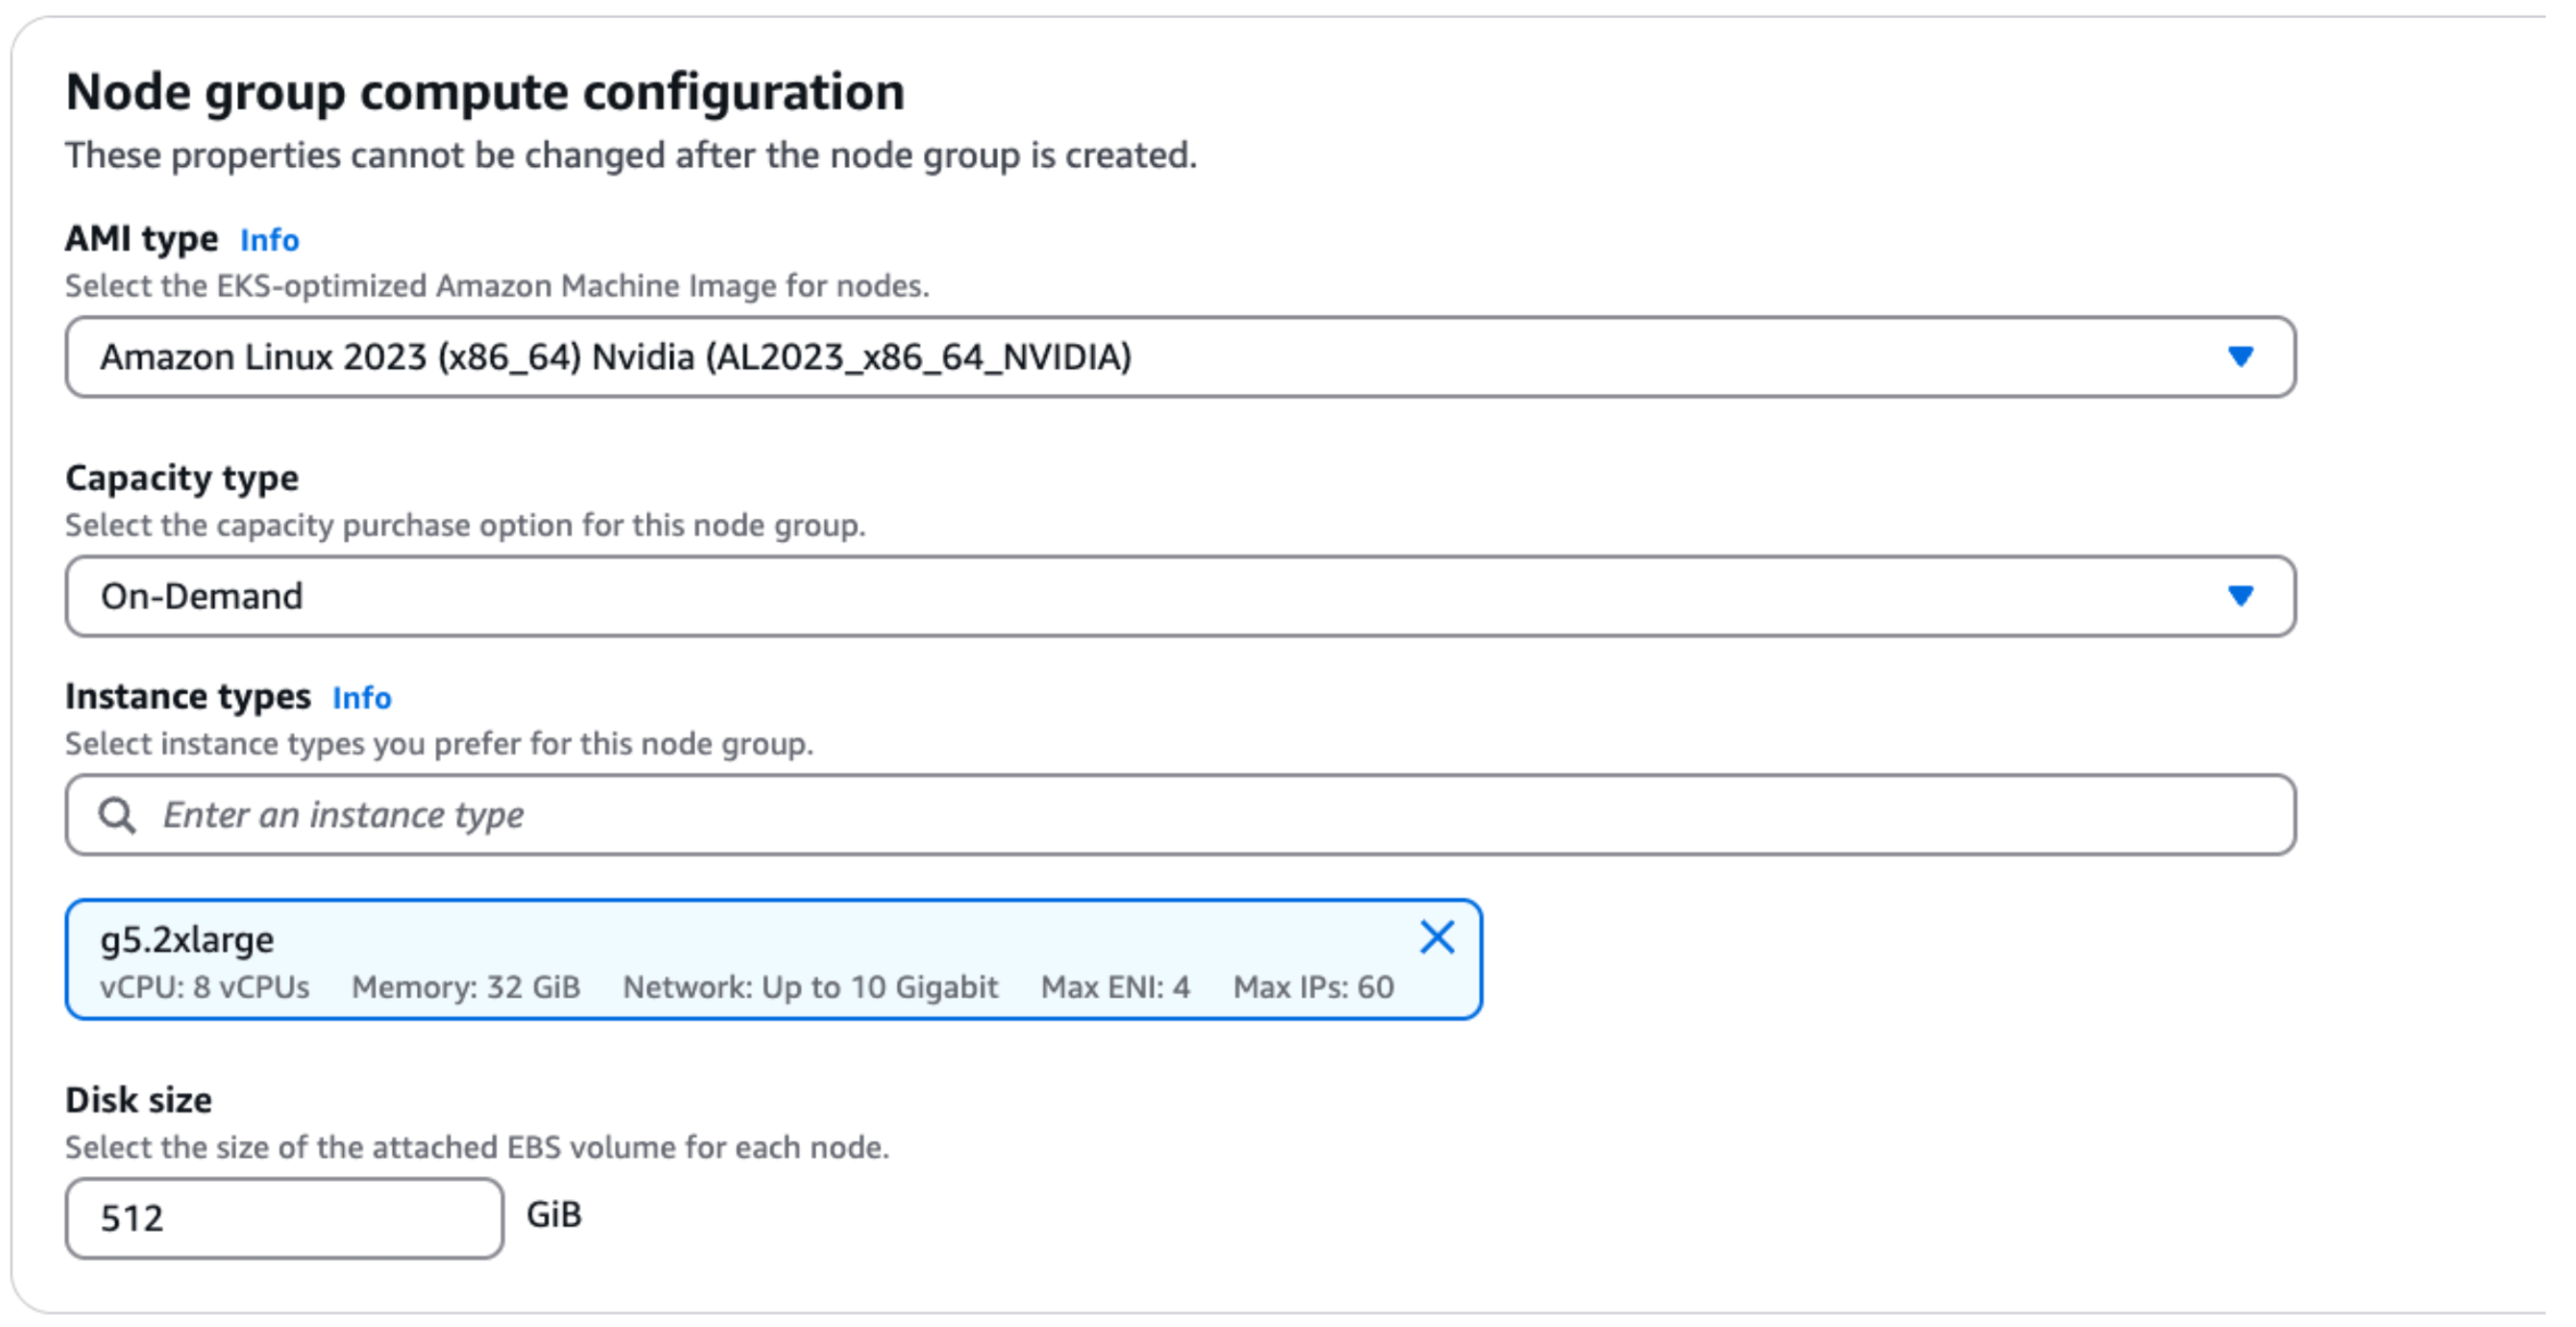 Node group compute configuration
These properties cannot be changed after the node group is created.
AMI type Info
Select the EKS-optimized Amazon Machine Image for nodes.
Amazon Linux 2023 (x86_64) Nvidia (AL2023_x86_64_NVIDIA)
Capacity type
Select the capacity purchase option for this node group.
On-Demand
Instance types Info
Select instance types you prefer for this node group.
Enter an instance type
g5.2xlarge
vCPU: 8 vCPUs Memory: 32 GiB Network: Up to 10 Gigabit Max ENI: 4 Max IPs: 60
Disk size
Select the size of the attached EBS volume for each node.
512 GiB